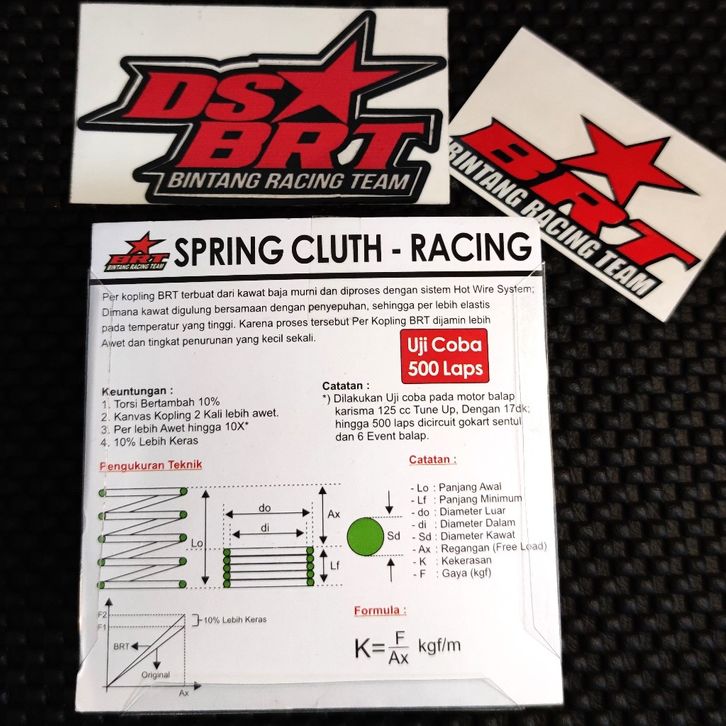 DS BRT
BINTANG RACING TEAM
BRT
BINTANG RACING TEAM
BRT
BINTANG RACING TEAM
SPRING CLUTH - RACING
Per kopling BRT terbuat dari kawat baja murni dan diproses dengan sistem Hot Wire System;
Dimana kawat digulung bersamaan dengan penyepuhan, sehingga per lebih elastis
pada temperatur yang tinggi. Karena proses tersebut Per Kopling BRT dijamin lebih
Awet dan tingkat penurunan yang kecil sekali.
Uji Coba
500 Laps
Keuntungan :
1. Torsi Bertambah 10%
2. Kanvas Kopling 2 Kali lebih awet.
3. Per lebih Awet hingga 10X*
4. 10% Lebih Keras
Catatan :
*) Dilakukan Uji coba pada motor balap
karisma 125 cc Tune Up, Dengan 17dk;
hingga 500 laps dicircuit gokart sentul
dan 6 Event balap.
Pengukuran Teknik
Lo
do
di
Ax
Lf
Sd
Catatan :
- Lo : Panjang Awal
- Lf : Panjang Minimum
- do : Diameter Luar
- di : Diameter Dalam
- Sd : Diameter Kawat
- Ax : Regangan (Free Load)
- K : Kekerasan
- F : Gaya (kgf)
F2
F1
10% Lebih Keras
BRT
Original
Ax
Formula :
K= F/Ax kgf/m